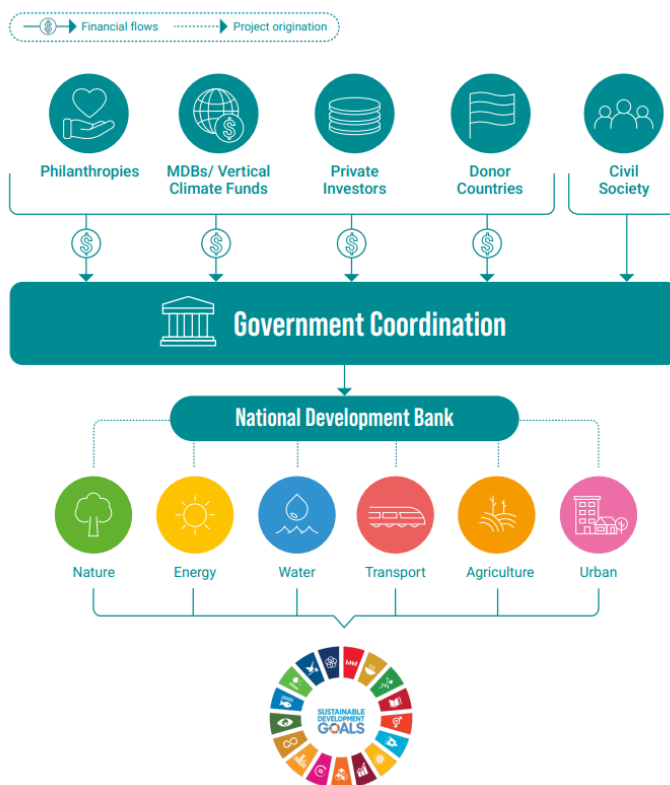 Financial flows
Project origination
Philanthropies
MDBs/ Vertical
Climate Funds
Private
Investors
Donor
Countries
Civil
Society
$
$
$
$
Government Coordination
National Development Bank
Nature
Energy
Water
Transport
Agriculture
Urban
SUSTAINABLE
DEVELOPMENT
GOALS